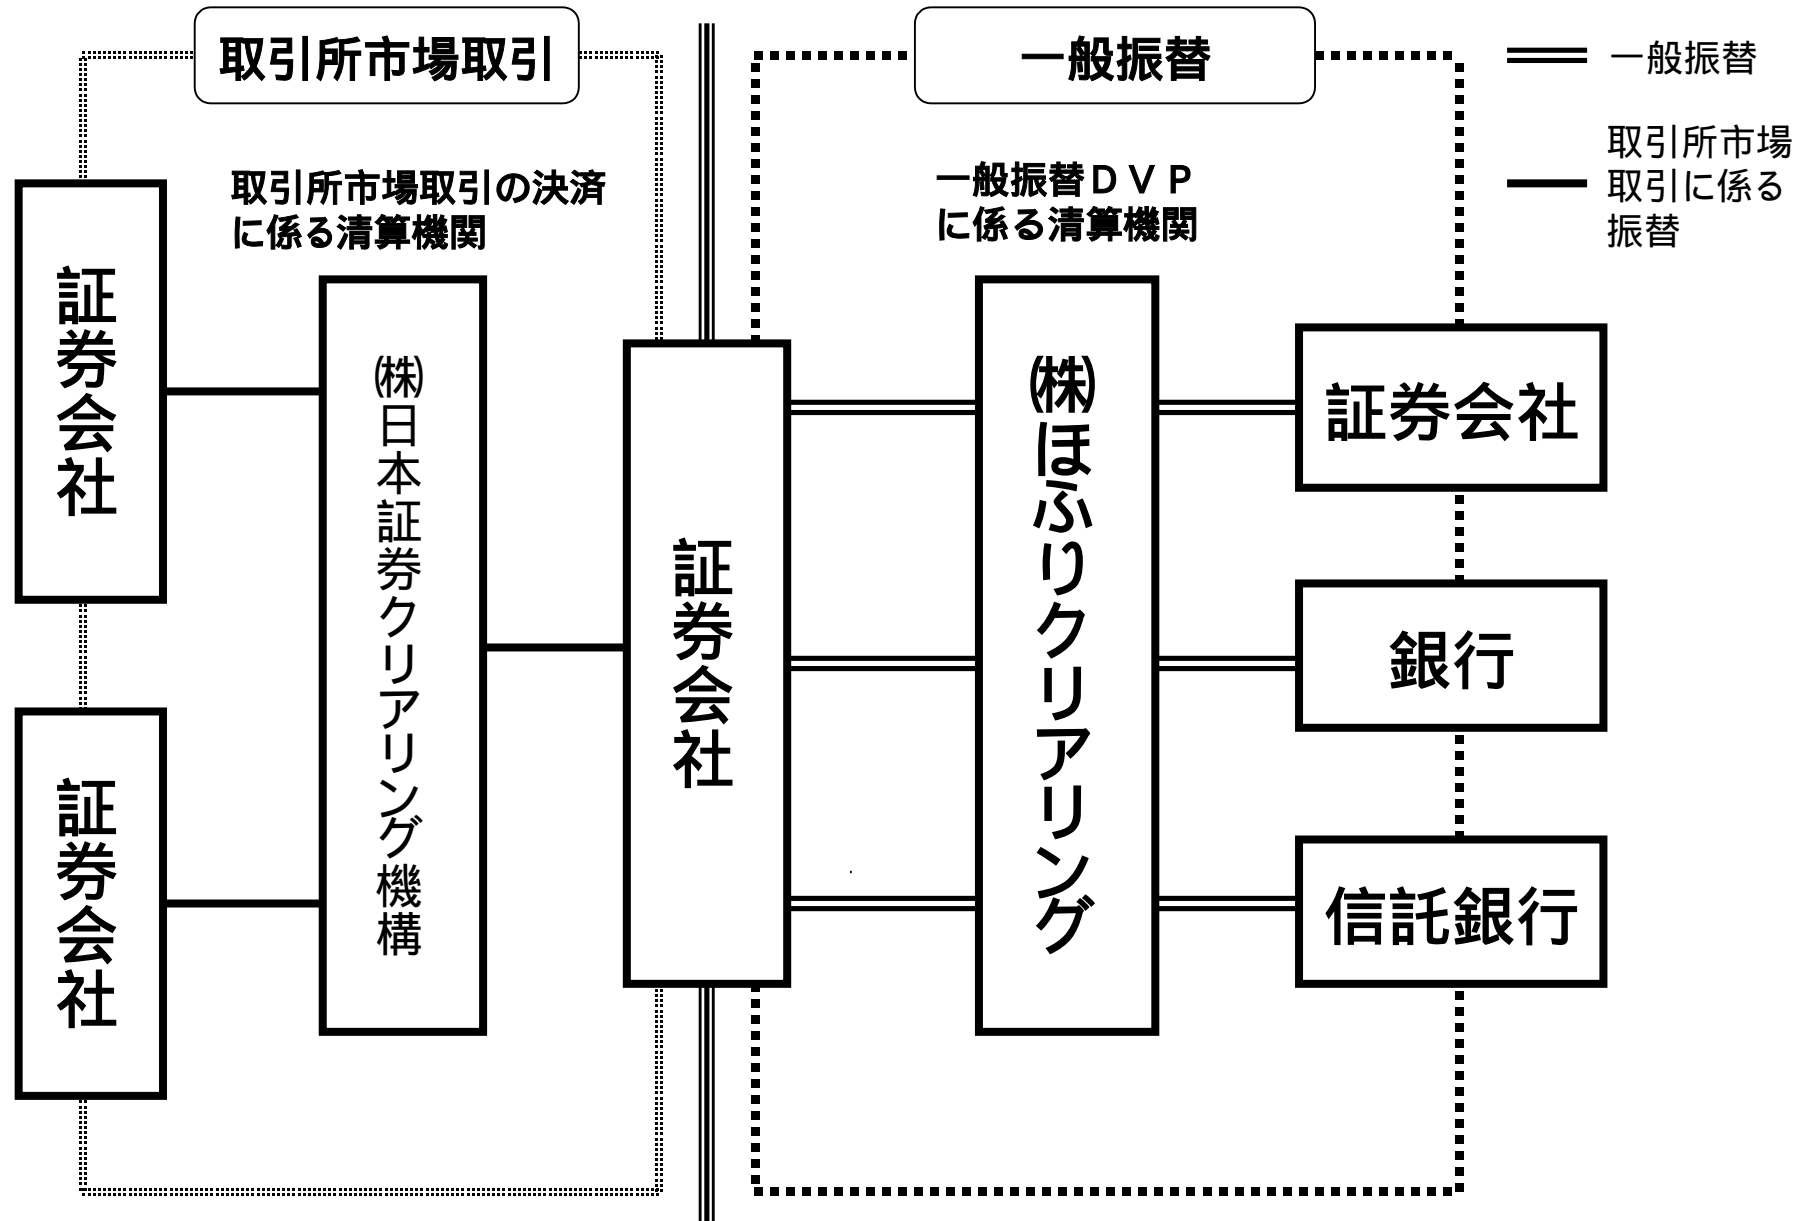 取引所市場取引
一般振替
一般振替
取引所市場
取引に係る
振替
取引所市場取引の決済
に係る清算機関
一般振替ＤＶＰ
に係る清算機関
証券会社
証券会社
㈱日本証券クリアリング機構
証券会社
㈱ほふりクリアリング
証券会社
銀行
信託銀行